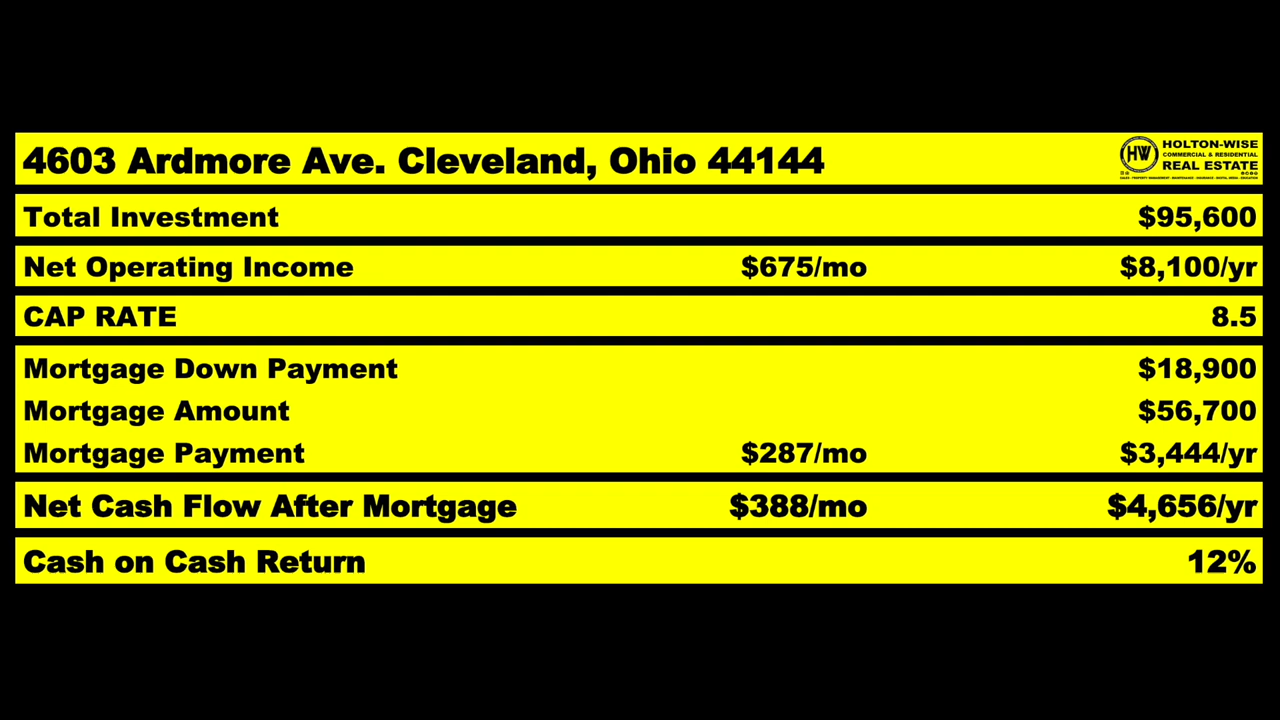 4603 Ardmore Ave. Cleveland, Ohio 44144
HW
HOLTON-WISE
COMMERCIAL & RESIDENTIAL
REAL ESTATE
Total Investment $95,600
Net Operating Income $675/mo $8,100/yr
CAP RATE 8.5
Mortgage Down Payment $18,900
Mortgage Amount $56,700
Mortgage Payment $287/mo $3,444/yr
Net Cash Flow After Mortgage $388/mo $4,656/yr
Cash on Cash Return 12%